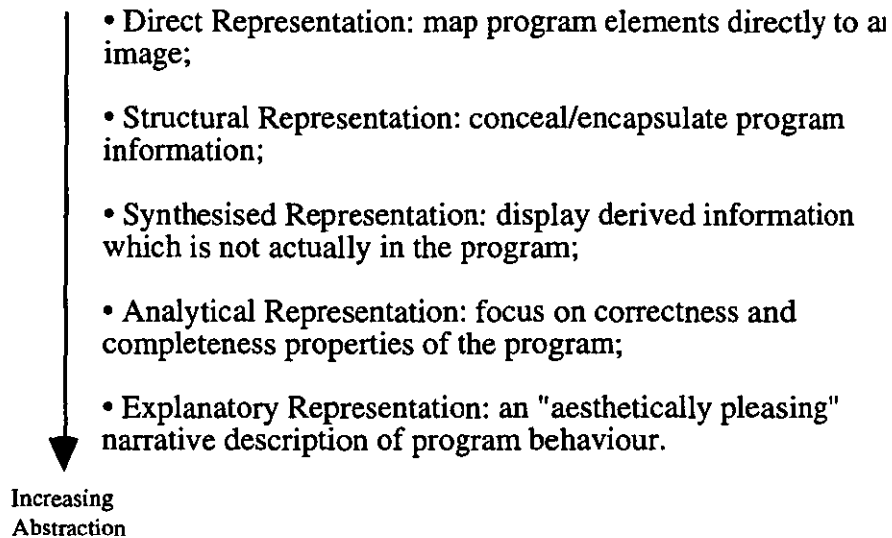 • Direct Representation: map program elements directly to an
image;
• Structural Representation: conceal/encapsulate program
information;
• Synthesised Representation: display derived information
which is not actually in the program;
• Analytical Representation: focus on correctness and
completeness properties of the program;
• Explanatory Representation: an "aesthetically pleasing"
narrative description of program behaviour.
Increasing
Abstraction